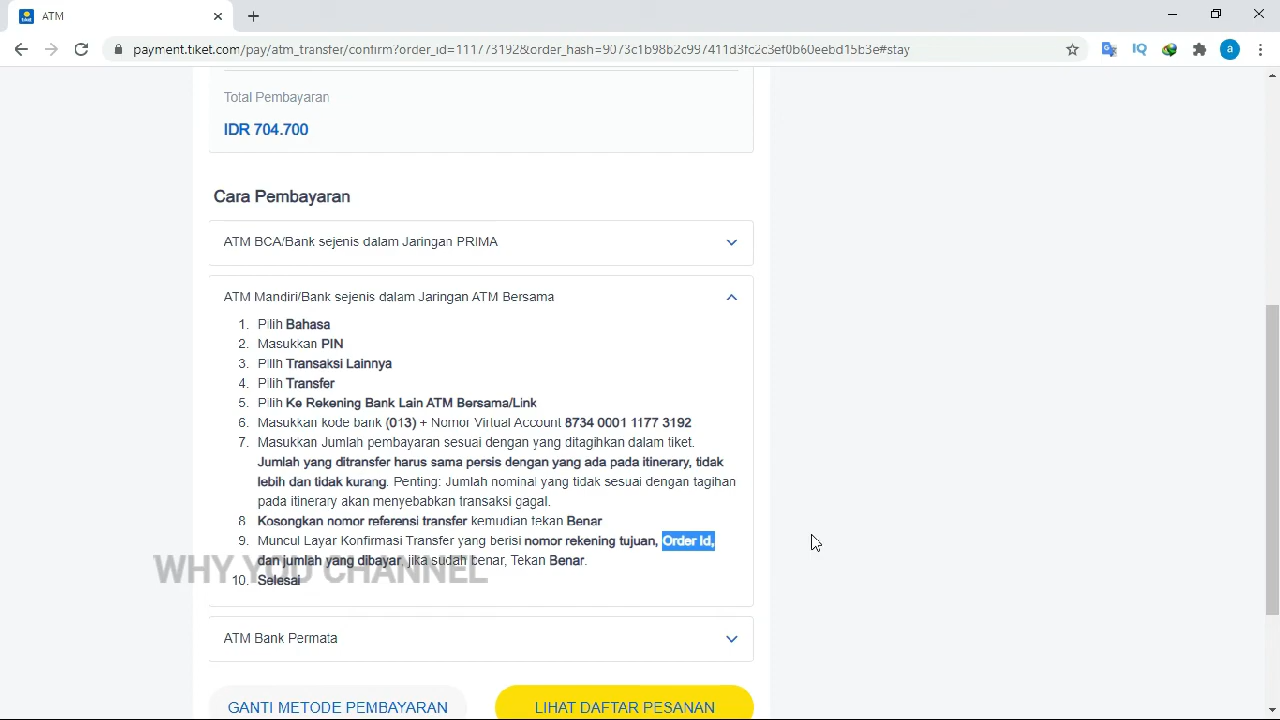 ATM
payment.tiket.com/pay/atm_transfer/confirm?order_id=111773192&order_hash=9073c1b98b2c997411d3fc2c3ef0b60eebd15b3e#stay
IQ
a
Total Pembayaran
IDR 704.700
Cara Pembayaran
ATM BCA/Bank sejenis dalam Jaringan PRIMA
ATM Mandiri/Bank sejenis dalam Jaringan ATM Bersama
1. Pilih Bahasa
2. Masukkan PIN
3. Pilih Transaksi Lainnya
4. Pilih Transfer
5. Pilih Ke Rekening Bank Lain ATM Bersama/Link
6. Masukkan kode bank (013) + Nomor Virtual Account 8734 0001 1177 3192
7. Masukkan Jumlah pembayaran sesuai dengan yang ditagihkan dalam tiket.
Jumlah yang ditransfer harus sama persis dengan yang ada pada itinerary, tidak
lebih dan tidak kurang. Penting: Jumlah nominal yang tidak sesuai dengan tagihan
pada itinerary akan menyebabkan transaksi gagal.
8. Kosongkan nomor referensi transfer kemudian tekan Benar
9. Muncul Layar Konfirmasi Transfer yang berisi nomor rekening tujuan, Order Id,
dan jumlah yang dibayar, jika sudah benar, Tekan Benar.
10. Selesai
WHY YOU CHANNEL
ATM Bank Permata
GANTI METODE PEMBAYARAN
LIHAT DAFTAR PESANAN